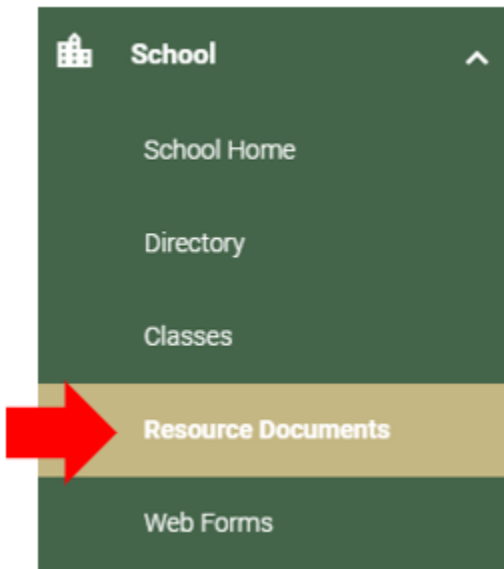 School
School Home
Directory
Classes
Resource Documents
Web Forms